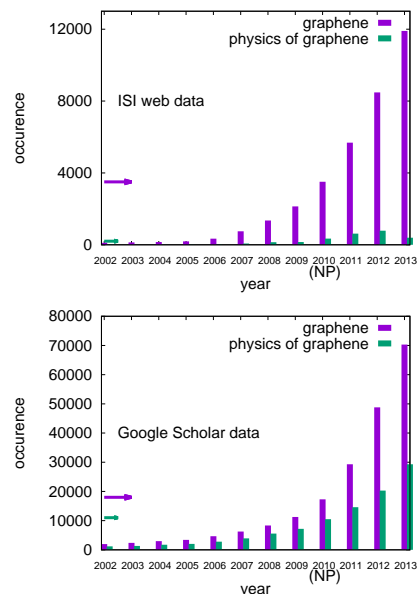 12000
graphene
physics of graphene
8000
ISI web data
occurence
4000
0
2002 2003 2004 2005 2006 2007 2008 2009 2010 2011 2012 2013
(NP)
year
80000
graphene
70000
physics of graphene
60000
50000
Google Scholar data
40000
occurence
30000
20000
10000
0
2002 2003 2004 2005 2006 2007 2008 2009 2010 2011 2012 2013
(NP)
year